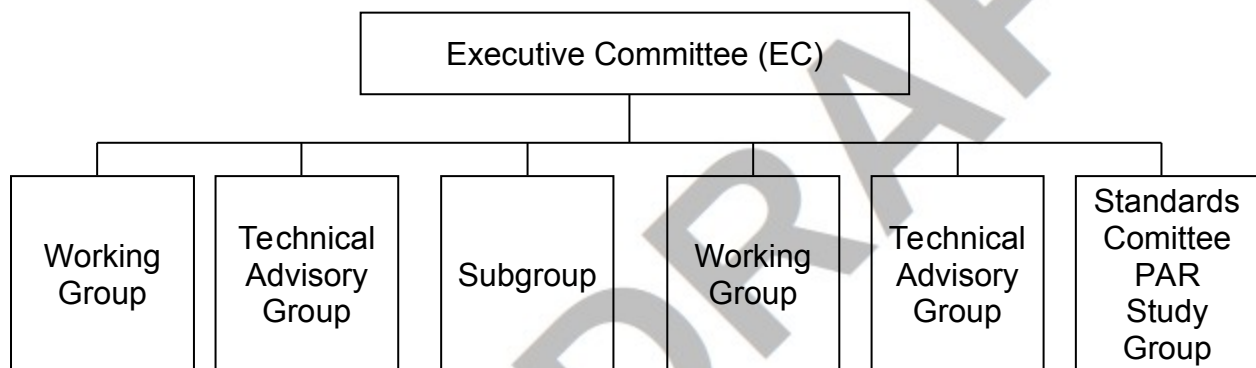 Executive Committee (EC)
Working
Group
Technical
Advisory
Group
Subgroup
Working
Group
Technical
Advisory
Group
Standards
Comittee
PAR
Study
Group
DRAF